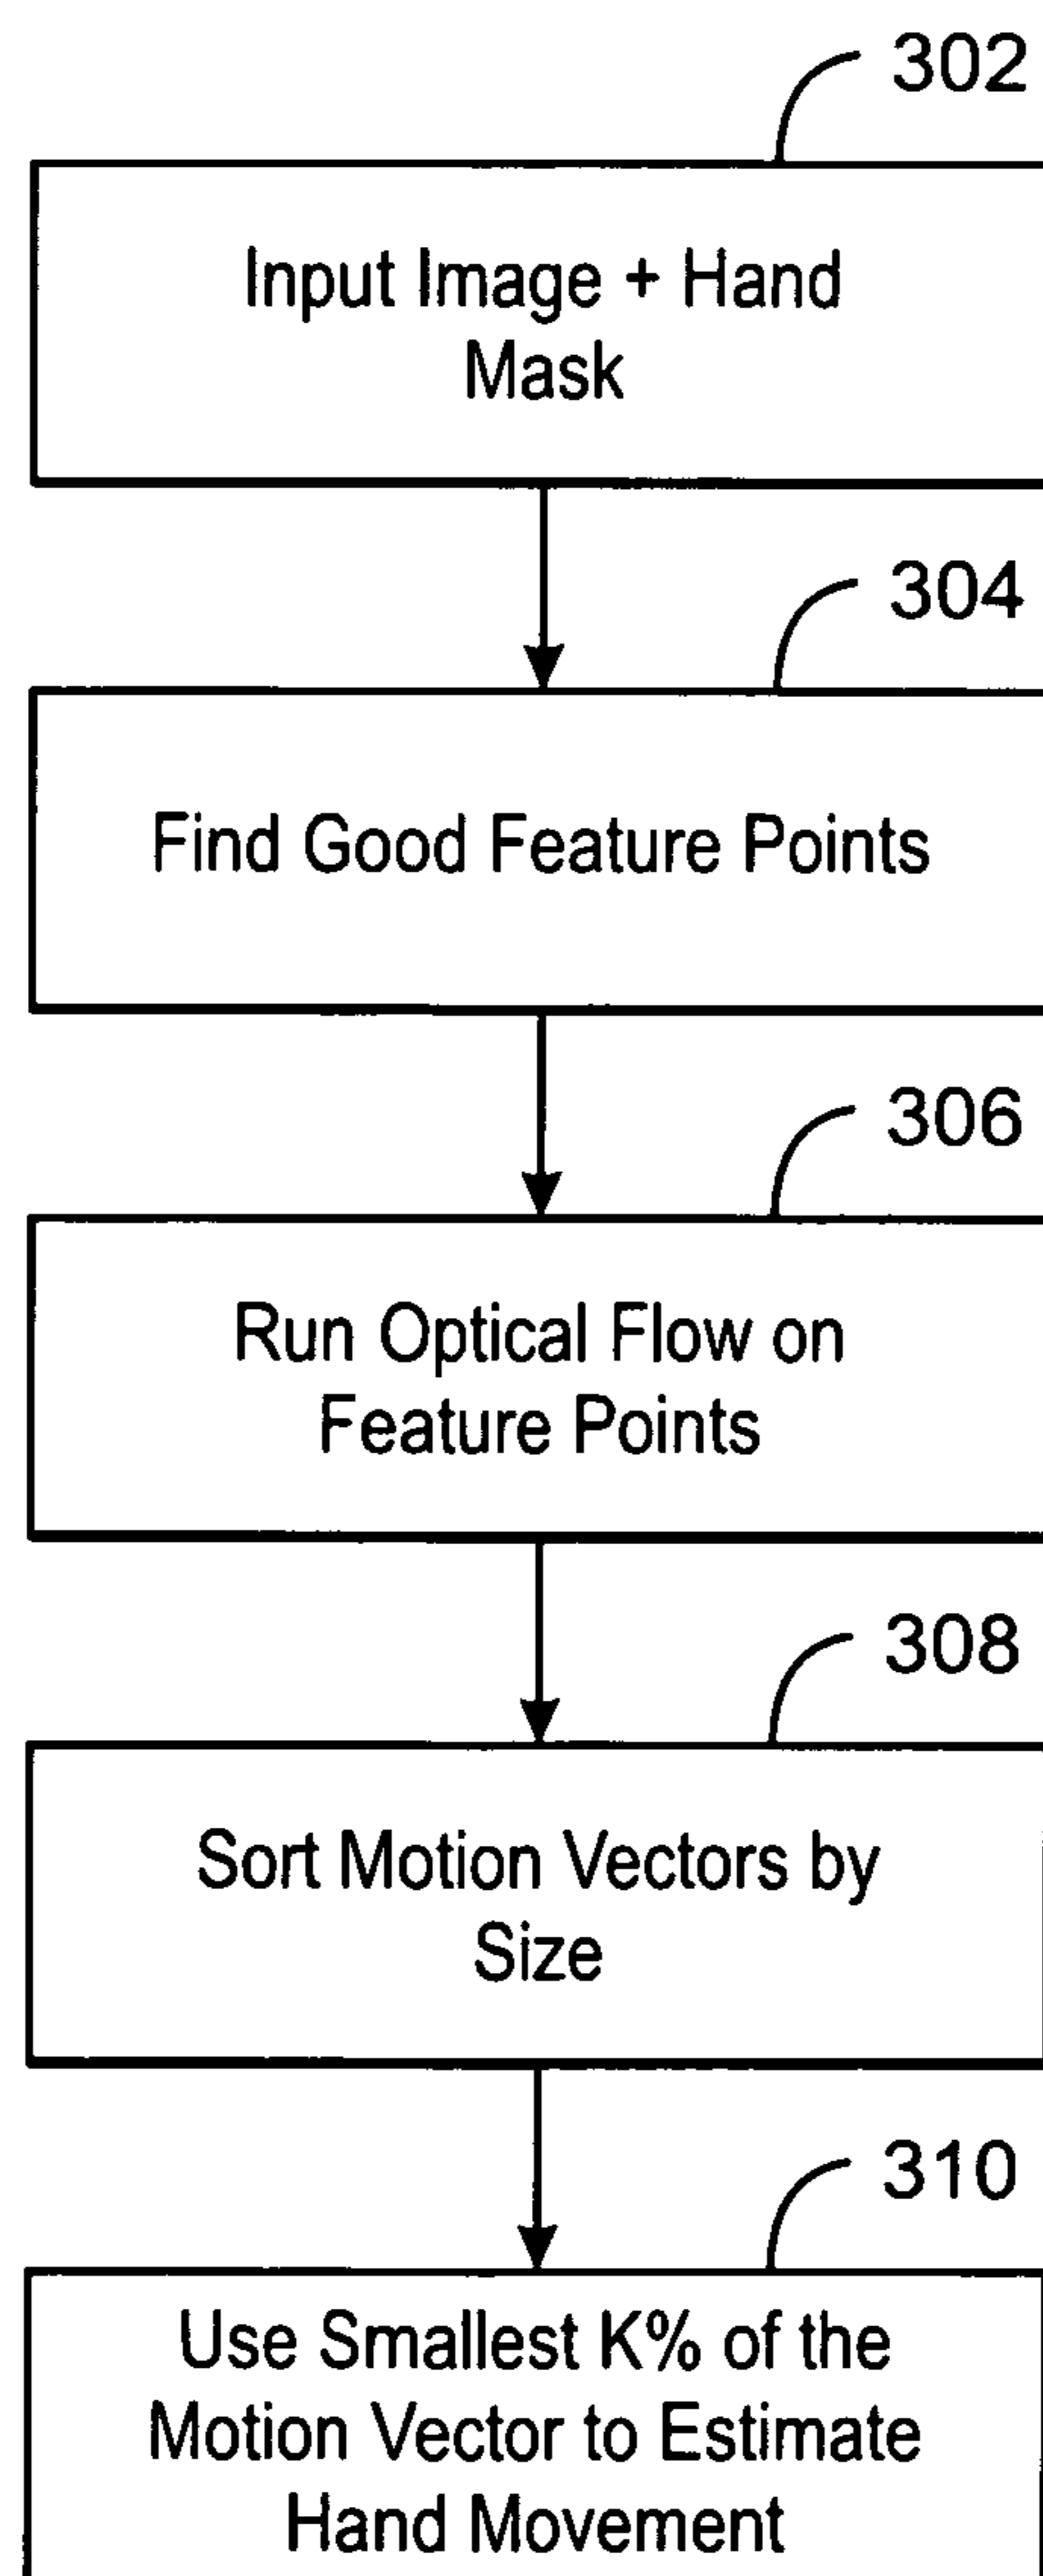 302
Input Image + Hand
Mask
304
Find Good Feature Points
306
Run Optical Flow on
Feature Points
308
Sort Motion Vectors by
Size
310
Use Smallest K% of the
Motion Vector to Estimate
Hand Movement